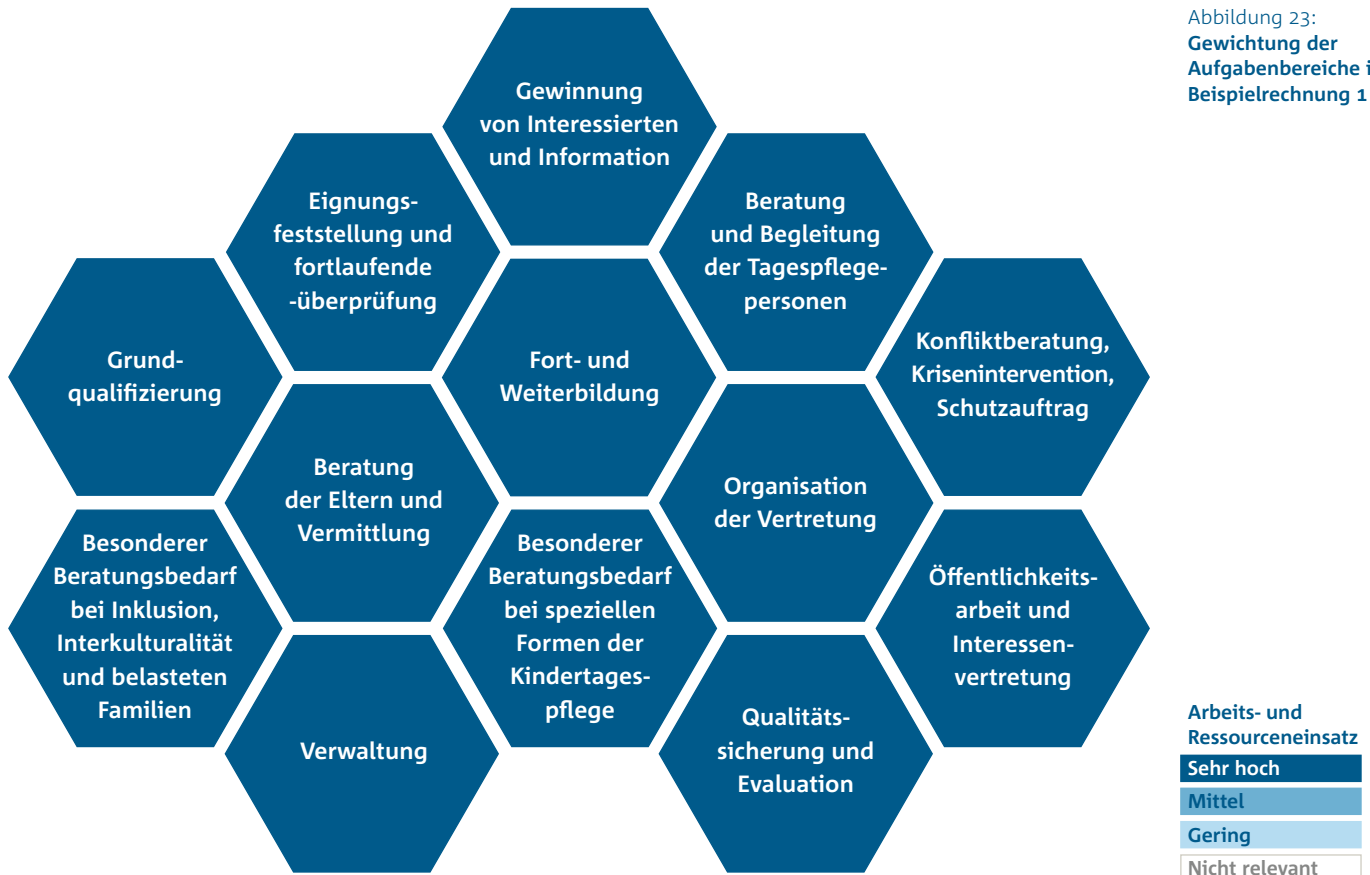 Abbildung 23:
Gewichtung der
Aufgabenbereiche i
Beispielrechnung 1
Gewinnung
von Interessierten
und Information
Eignungs-
feststellung und
fortlaufende
-überprüfung
Beratung
und Begleitung
der Tagespflege-
personen
Grund-
qualifizierung
Fort- und
Weiterbildung
Konfliktberatung,
Krisenintervention,
Schutzauftrag
Beratung
der Eltern und
Vermittlung
Organisation
der Vertretung
Besonderer
Beratungsbedarf
bei Inklusion,
Interkulturalität
und belasteten
Familien
Besonderer
Beratungsbedarf
bei speziellen
Formen der
Kindertages-
pflege
Öffentlichkeits-
arbeit und
Interessen-
vertretung
Verwaltung
Qualitäts-
sicherung und
Evaluation
Arbeits- und
Ressourceneinsatz
Sehr hoch
Mittel
Gering
Nicht relevant